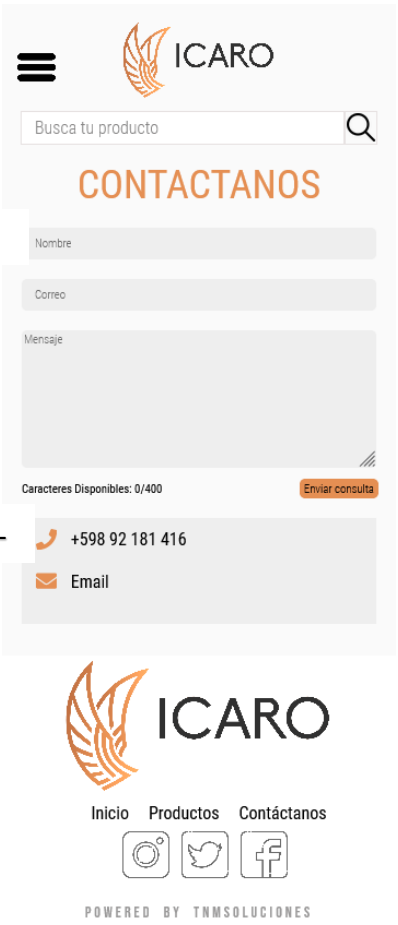 ICARO
Busca tu producto
CONTACTANOS
Nombre
Correo
Mensaje
Caracteres Disponibles: 0/400
Enviar consulta
+598 92 181 416
Email
ICARO
Inicio Productos Contáctanos
POWERED BY TNMSOLUCIONES